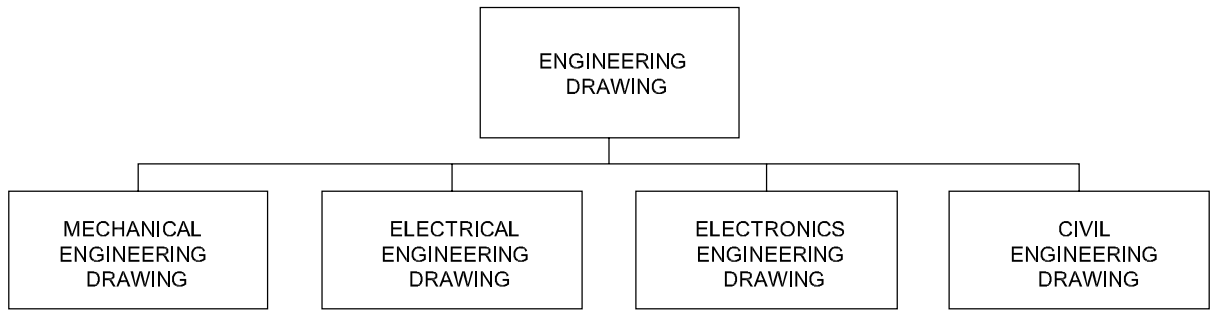 ENGINEERING
DRAWING
MECHANICAL
ENGINEERING
DRAWING
ELECTRICAL
ENGINEERING
DRAWING
ELECTRONICS
ENGINEERING
DRAWING
CIVIL
ENGINEERING
DRAWING